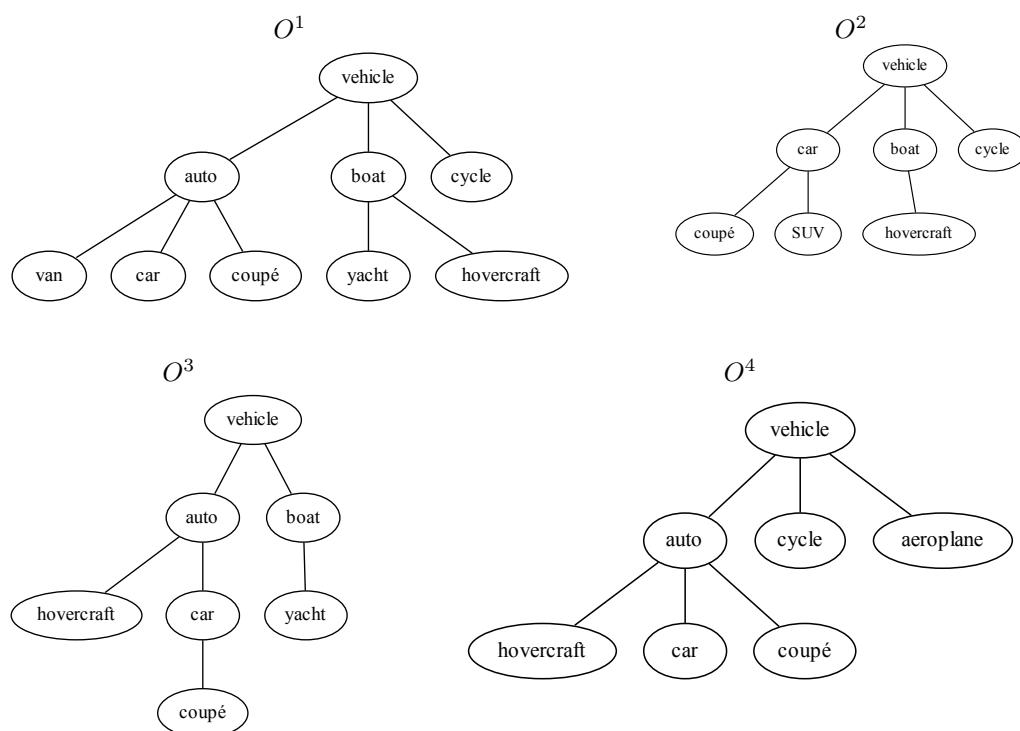 O¹ O²
vehicle vehicle
auto boat cycle car boat cycle
van car coupé yacht hovercraft coupé SUV hovercraft
O³ O⁴
vehicle vehicle
auto boat auto cycle aeroplane
hovercraft car yacht hovercraft car coupé
coupé